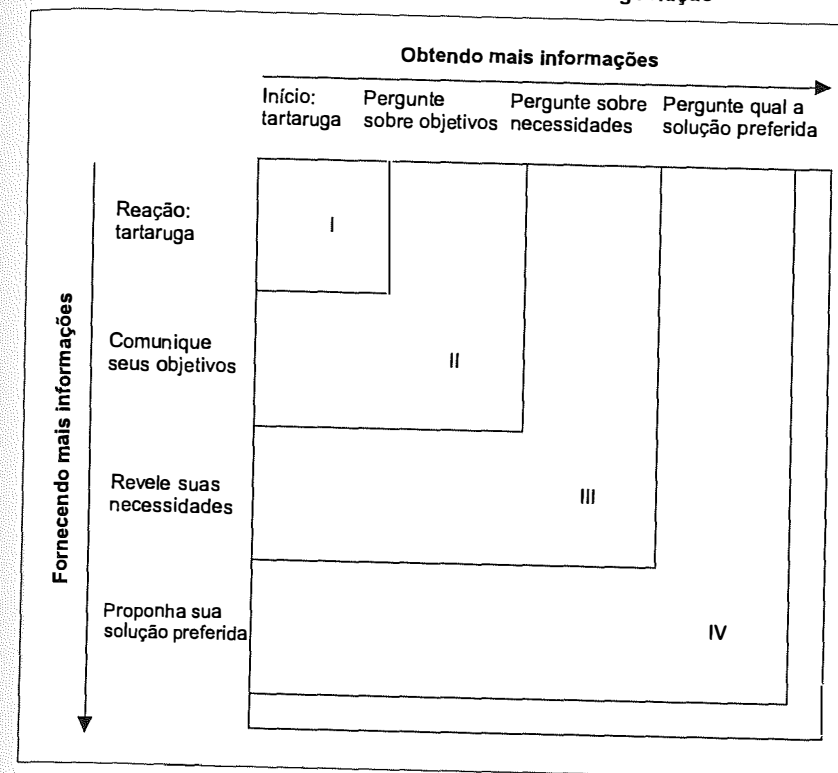 Obtendo mais informações
Início:
tartaruga
Pergunte
sobre objetivos
Pergunte sobre
necessidades
Pergunte qual a
solução preferida
Fornecendo mais informações
Reação:
tartaruga
I
Comunique
seus objetivos
II
Revele suas
necessidades
III
Proponha sua
solução preferida
IV